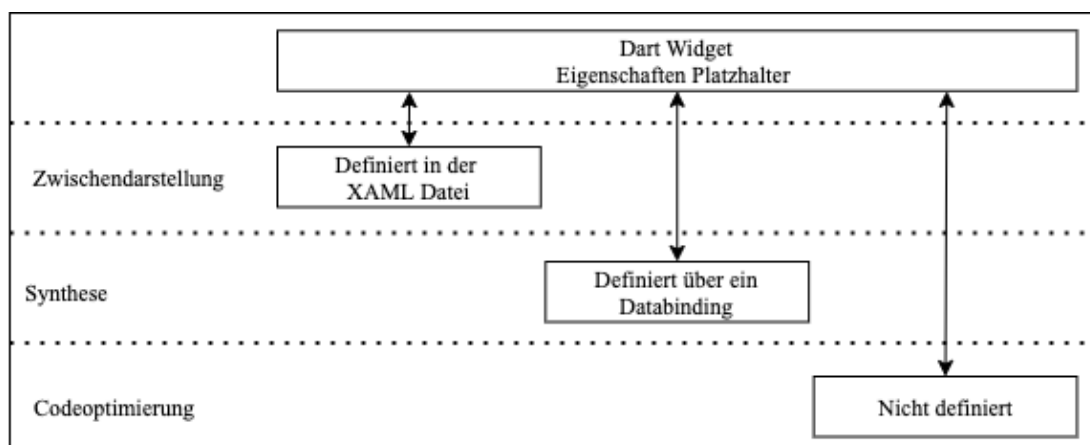 Dart Widget
Eigenschaften Platzhalter
Zwischendarstellung
Definiert in der
XAML Datei
Synthese
Definiert über ein
Databinding
Codeoptimierung
Nicht definiert